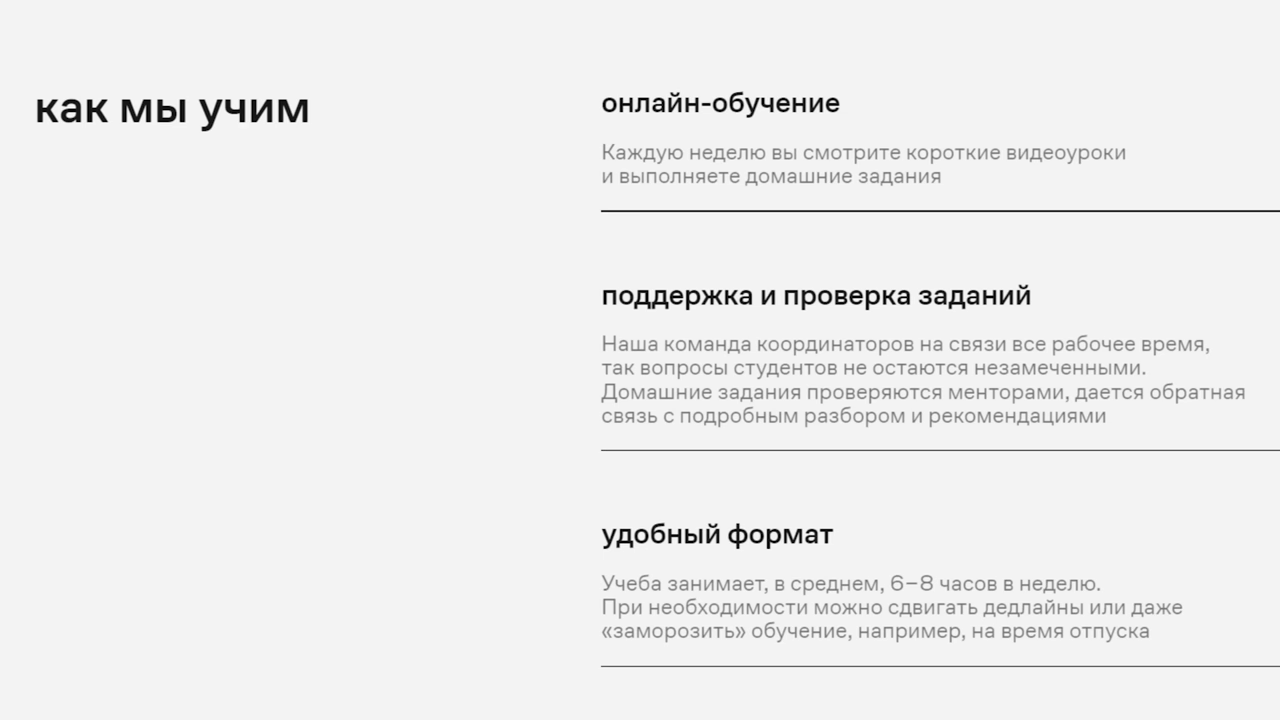 как мы учим
онлайн-обучение
Каждую неделю вы смотрите короткие видеоуроки
и выполняете домашние задания
поддержка и проверка заданий
Наша команда координаторов на связи все рабочее время,
так вопросы студентов не остаются незамеченными.
Домашние задания проверяются менторами, дается обратная
связь с подробным разбором и рекомендациями
удобный формат
Учеба занимает, в среднем, 6–8 часов в неделю.
При необходимости можно сдвигать дедлайны или даже
«заморозить» обучение, например, на время отпуска